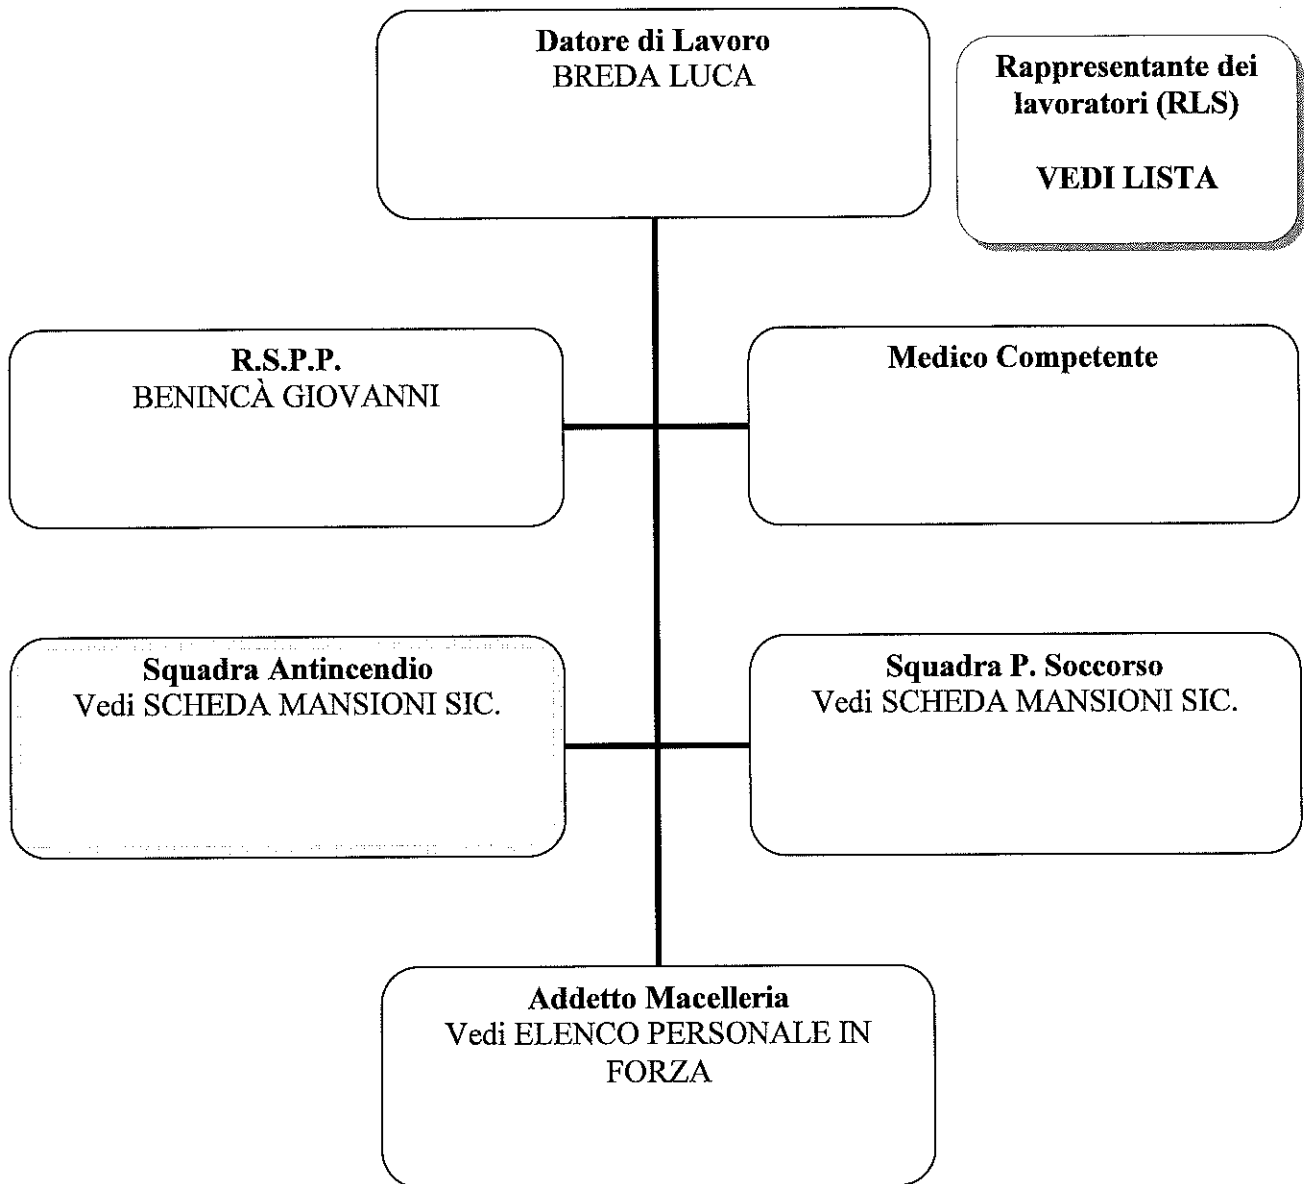 Datore di Lavoro
BREDA LUCA
Rappresentante dei
lavoratori (RLS)
VEDI LISTA
R.S.P.P.
BENINCÀ GIOVANNI
Medico Competente
Squadra Antincendio
Vedi SCHEDA MANSIONI SIC.
Squadra P. Soccorso
Vedi SCHEDA MANSIONI SIC.
Addetto Macelleria
Vedi ELENCO PERSONALE IN
FORZA